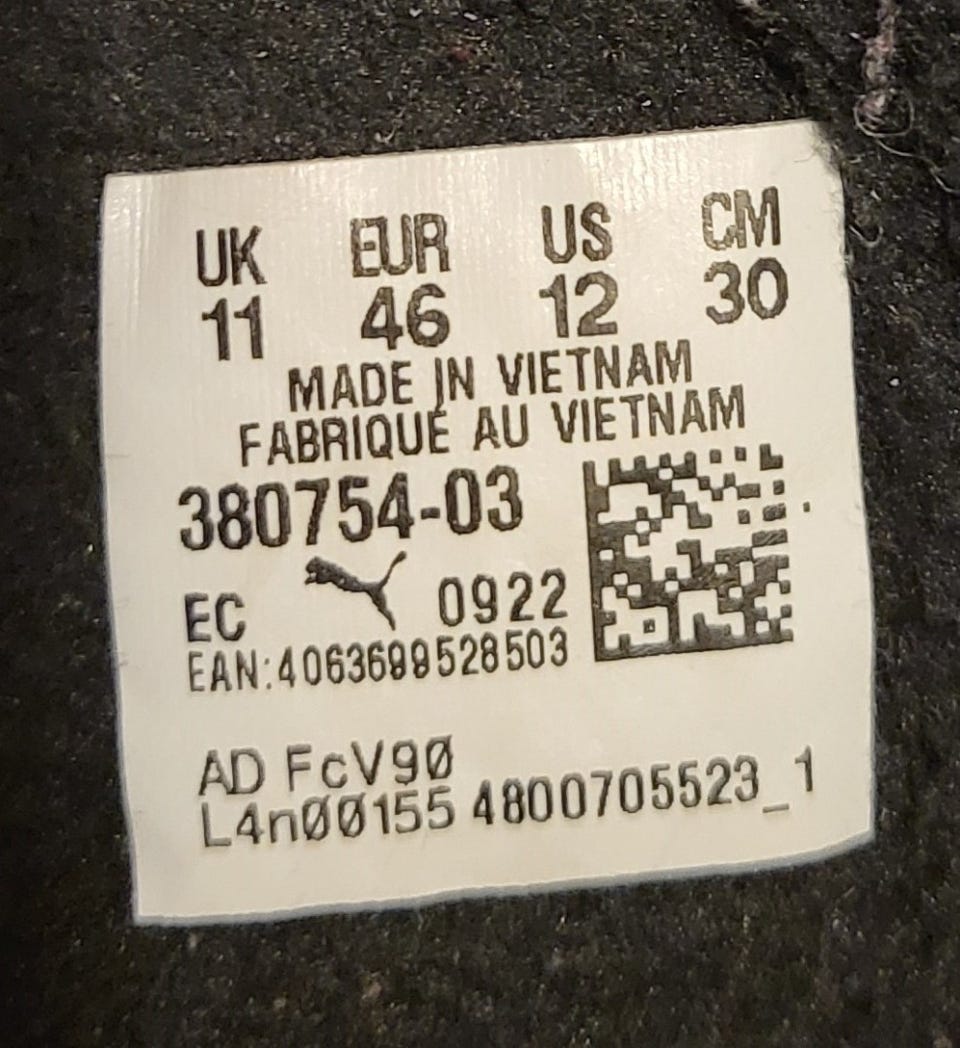 UK EUR US CM
11 46 12 30
MADE IN VIETNAM
FABRIQUÉ AU VIETNAM
380754-03
EC 0922
EAN:4063699528503
AD FcV90
L4n00155 4800705523_1